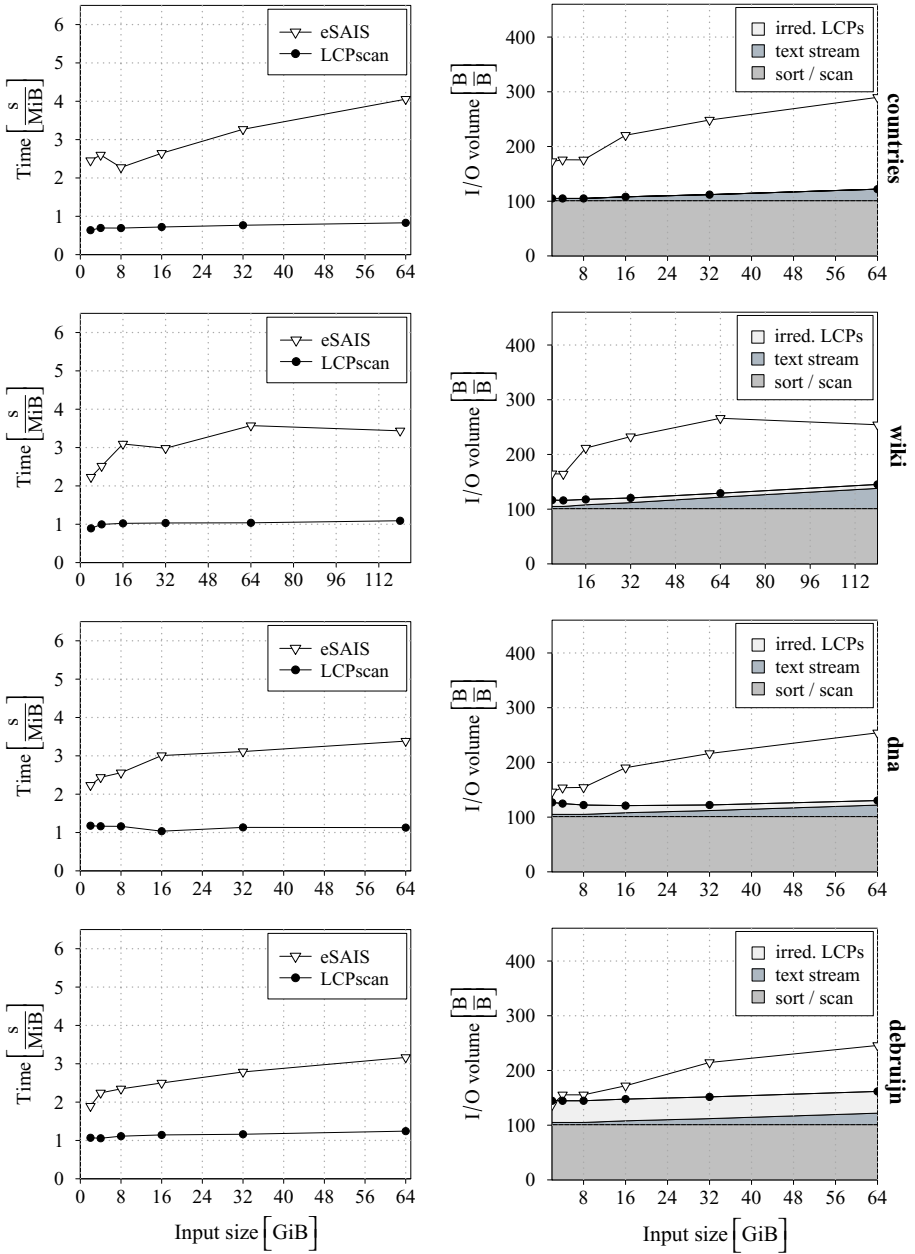 6
5
4
3
2
1
0
Time [s/MiB]
eSAIS
LCPscan
0 8 16 24 32 40 48 56 64
400
300
200
100
0
I/O volume [B/B]
irred. LCPs
text stream
sort / scan
8 16 24 32 40 48 56 64
countries
6
5
4
3
2
1
0
Time [s/MiB]
eSAIS
LCPscan
0 16 32 48 64 80 96 112
400
300
200
100
0
I/O volume [B/B]
irred. LCPs
text stream
sort / scan
16 32 48 64 80 96 112
wiki
6
5
4
3
2
1
0
Time [s/MiB]
eSAIS
LCPscan
0 8 16 24 32 40 48 56 64
400
300
200
100
0
I/O volume [B/B]
irred. LCPs
text stream
sort / scan
8 16 24 32 40 48 56 64
dna
6
5
4
3
2
1
0
Time [s/MiB]
eSAIS
LCPscan
0 8 16 24 32 40 48 56 64
Input size [GiB]
400
300
200
100
0
I/O volume [B/B]
irred. LCPs
text stream
sort / scan
8 16 24 32 40 48 56 64
Input size [GiB]
debruijn